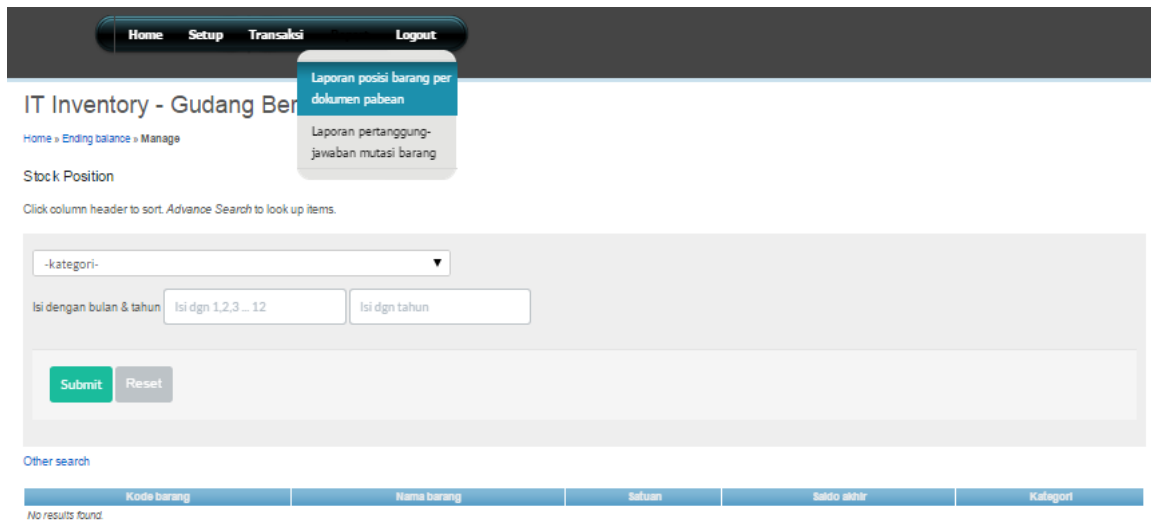 Home Setup Transaksi Logout
Laporan posisi barang per
dokumen pabean
Laporan pertanggung-
jawaban mutasi barang
IT Inventory - Gudang Ber
Home » Ending balance » Manage
Stock Position
Click column header to sort. Advance Search to look up items.
-kategori-
Isi dengan bulan & tahun Isi dgn 1,2,3 ... 12 Isi dgn tahun
Submit Reset
Other search
Kode barang Nama barang Satuan Saldo akhir Kategori
No results found.